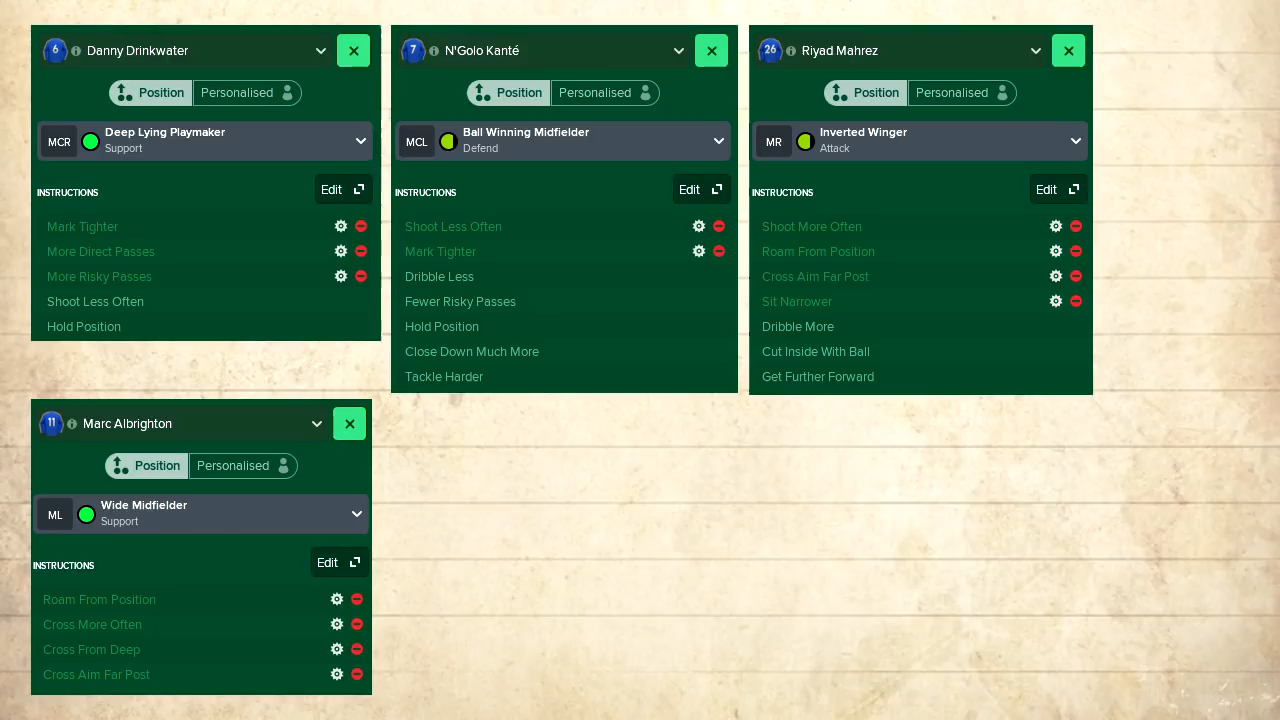 6 Danny Drinkwater
Position Personalised
MCR Deep Lying Playmaker
Support
INSTRUCTIONS Edit
Mark Tighter
More Direct Passes
More Risky Passes
Shoot Less Often
Hold Position
7 N'Golo Kanté
Position Personalised
MCL Ball Winning Midfielder
Defend
INSTRUCTIONS Edit
Shoot Less Often
Mark Tighter
Dribble Less
Fewer Risky Passes
Hold Position
Close Down Much More
Tackle Harder
26 Riyad Mahrez
Position Personalised
MR Inverted Winger
Attack
INSTRUCTIONS Edit
Shoot More Often
Roam From Position
Cross Aim Far Post
Sit Narrower
Dribble More
Cut Inside With Ball
Get Further Forward
11 Marc Albrighton
Position Personalised
ML Wide Midfielder
Support
INSTRUCTIONS Edit
Roam From Position
Cross More Often
Cross From Deep
Cross Aim Far Post